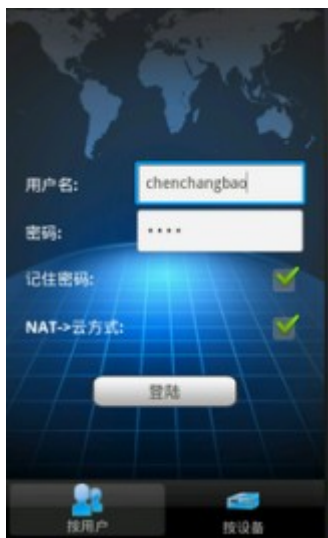 用户名: chenchangbao
密码: ****
记住密码:
NAT->云方式:
登陆
按用户 按设备